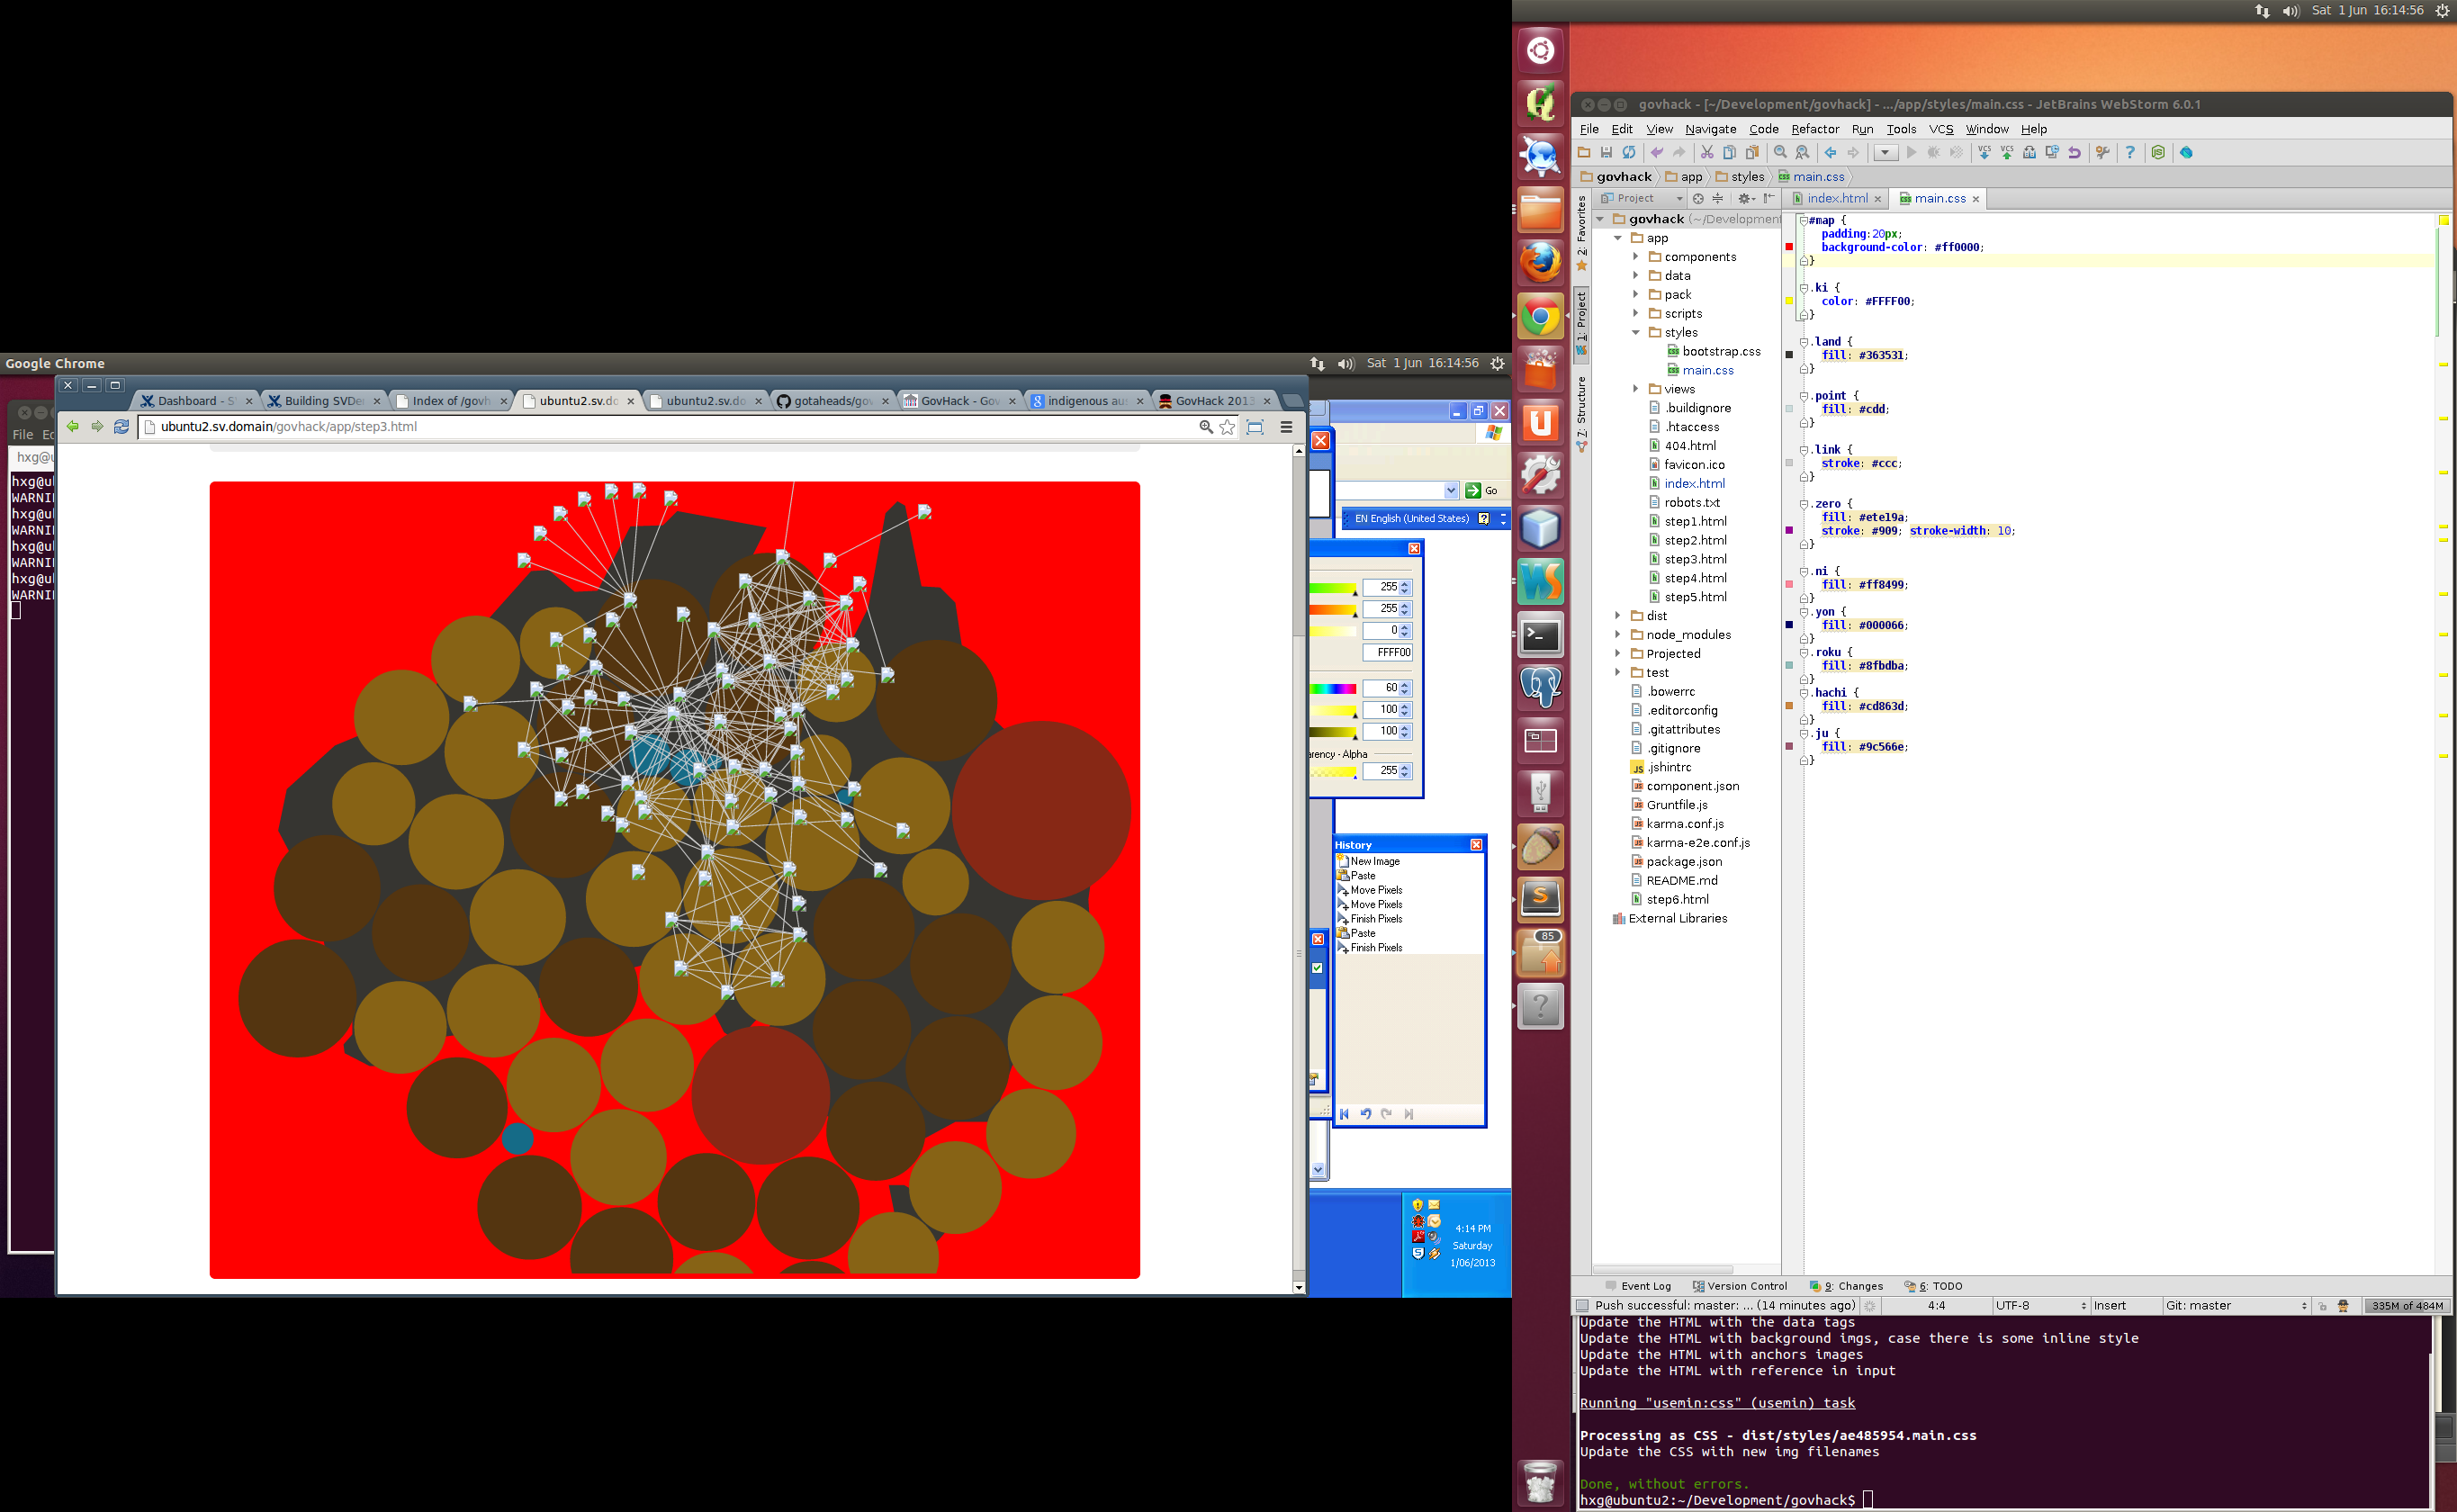 Google Chrome
Sat 1 Jun 16:14:56
File
hxg@u
WARNI
hxg@u
WARNI
hxg@u
WARNI
hxg@u
WARNI
Dashboard - S
Building SVDe
Index of /govh
ubuntu2.sv.do
ubuntu2.sv.do
gotaheads/gov
GovHack - Gov
indigenous aus
GovHack 2013
ubuntu2.sv.domain/govhack/app/step3.html
Go
EN English (United States)
255
255
0
FFFF00
60
100
100
arency - Alpha
255
History
New Image
Paste
Move Pixels
Move Pixels
Finish Pixels
Paste
Finish Pixels
4:14 PM
Saturday
1/06/2013
Sat 1 Jun 16:14:56
85
govhack - [~/Development/govhack] - .../app/styles/main.css - JetBrains WebStorm 6.0.1
File Edit View Navigate Code Refactor Run Tools VCS Window Help
govhack app styles main.css
2: Favorites
1: Project
7: Structure
Project
govhack (~/Development
app
components
data
pack
scripts
styles
bootstrap.css
main.css
views
.buildignore
.htaccess
404.html
favicon.ico
index.html
robots.txt
step1.html
step2.html
step3.html
step4.html
step5.html
dist
node_modules
Projected
test
.bowerrc
.editorconfig
.gitattributes
.gitignore
.jshintrc
component.json
Gruntfile.js
karma.conf.js
karma-e2e.conf.js
package.json
README.md
step6.html
External Libraries
index.html
main.css
#map {
padding:20px;
background-color: #ff0000;
}
.ki {
color: #FFFF00;
}
.land {
fill: #363531;
}
.point {
fill: #cdd;
}
.link {
stroke: #ccc;
}
.zero {
fill: #ete19a;
stroke: #909; stroke-width: 10;
}
.ni {
fill: #ff8499;
}
.yon {
fill: #000066;
}
.roku {
fill: #8fbdba;
}
.hachi {
fill: #cd863d;
}
.ju {
fill: #9c566e;
}
Event Log Version Control 9: Changes 6: TODO
Push successful: master: ... (14 minutes ago) 4:4 UTF-8 Insert Git: master 335M of 484M
Update the HTML with the data tags
Update the HTML with background imgs, case there is some inline style
Update the HTML with anchors images
Update the HTML with reference in input
Running "usemin:css" (usemin) task
Processing as CSS - dist/styles/ae485954.main.css
Update the CSS with new img filenames
Done, without errors.
hxg@ubuntu2:~/Development/govhack$